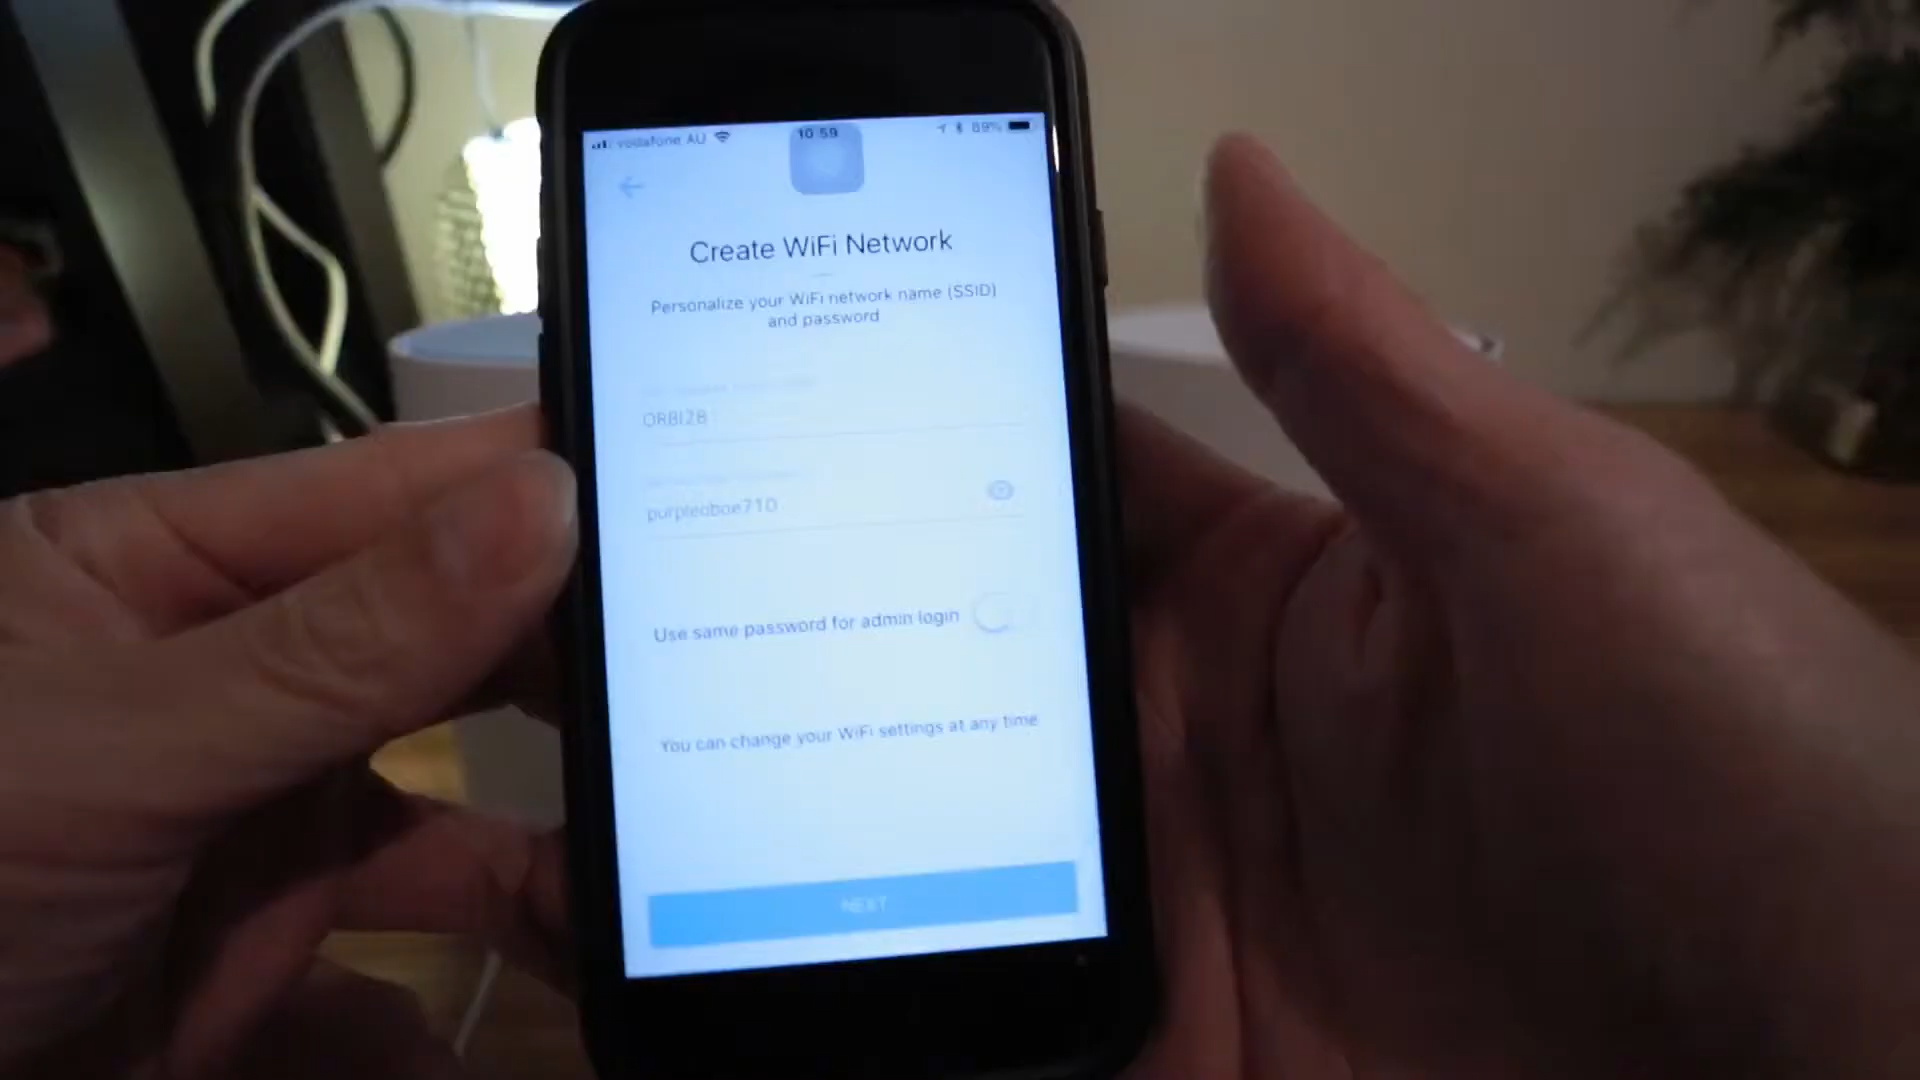 vodafone AU 10:59 89%
Create WiFi Network
Personalize your WiFi network name (SSID)
and password
ORBI28
purpleoboe710
Use same password for admin login
You can change your WiFi settings at any time
NEXT